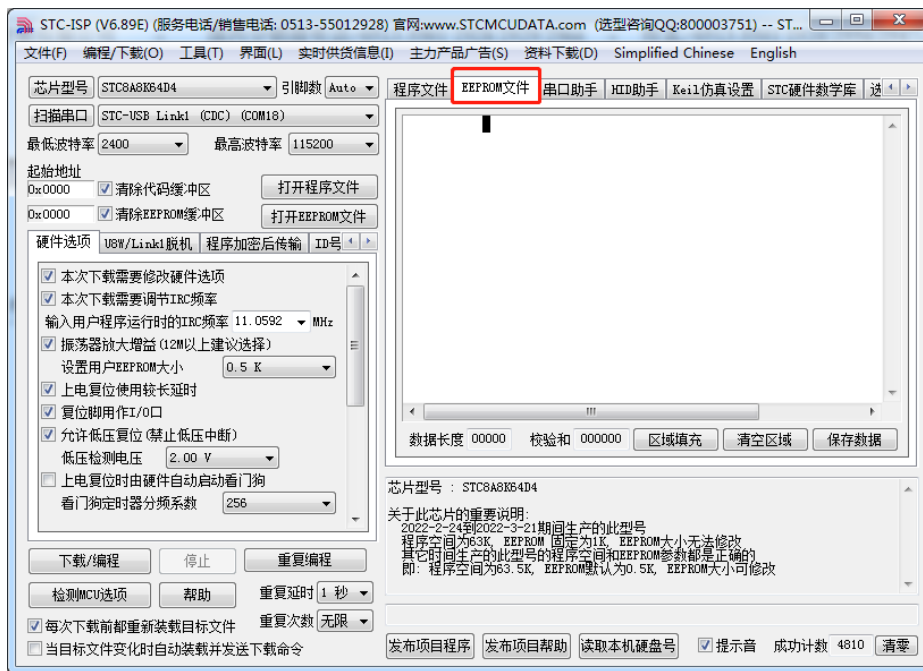 STC-ISP (V6.89E) (服务电话/销售电话: 0513-55012928) 官网:www.STCMCUDATA.com (选型咨询QQ:800003751) -- ST...
文件(F) 编程/下载(O) 工具(T) 界面(L) 实时供货信息(I) 主力产品广告(S) 资料下载(D) Simplified Chinese English
芯片型号 STC8A8K64D4 引脚数 Auto
扫描串口 STC-USB Link1 (CDC) (COM18)
最低波特率 2400 最高波特率 115200
起始地址
0x0000 清除代码缓冲区 打开程序文件
0x0000 清除EEPROM缓冲区 打开EEPROM文件
硬件选项 U8W/Link1脱机 程序加密后传输 ID号
本次下载需要修改硬件选项
本次下载需要调节IRC频率
输入用户程序运行时的IRC频率 11.0592 MHz
振荡器放大增益(12M以上建议选择)
设置用户EEPROM大小 0.5 K
上电复位使用较长延时
复位脚用作I/O口
允许低压复位(禁止低压中断)
低压检测电压 2.00 V
上电复位时由硬件自动启动看门狗
看门狗定时器分频系数 256
下载/编程 停止 重复编程
检测MCU选项 帮助 重复延时 1 秒
每次下载前都重新装载目标文件 重复次数 无限
当目标文件变化时自动装载并发送下载命令
程序文件 EEPROM文件 串口助手 HID助手 Keil仿真设置 STC硬件数学库 选
数据长度 00000 校验和 000000 区域填充 清空区域 保存数据
芯片型号 : STC8A8K64D4
关于此芯片的重要说明:
2022-2-24到2022-3-21期间生产的此型号
程序空间为63K, EEPROM 固定为1K, EEPROM大小无法修改
其它时间生产的此型号的程序空间和EEPROM参数都是正确的
即: 程序空间为63.5K, EEPROM默认为0.5K, EEPROM大小可修改
发布项目程序 发布项目帮助 读取本机硬盘号 提示音 成功计数 4810 清零